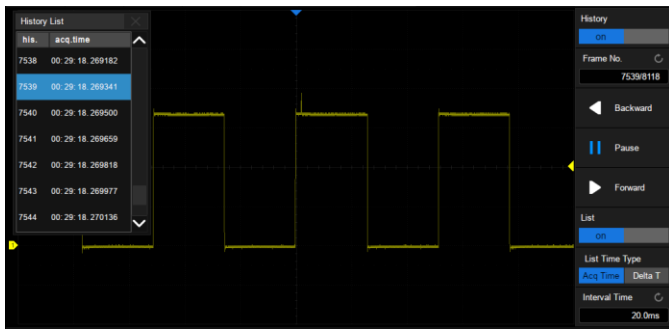 History List
his. acq.time
7538 00: 29: 18. 269182
7539 00: 29: 18. 269341
7540 00: 29: 18. 269500
7541 00: 29: 18. 269659
7542 00: 29: 18. 269818
7543 00: 29: 18. 269977
7544 00: 29: 18. 270136
History
on
Frame No.
7539/8118
Backward
Pause
Forward
List
on
List Time Type
Acq Time Delta T
Interval Time
20.0ms